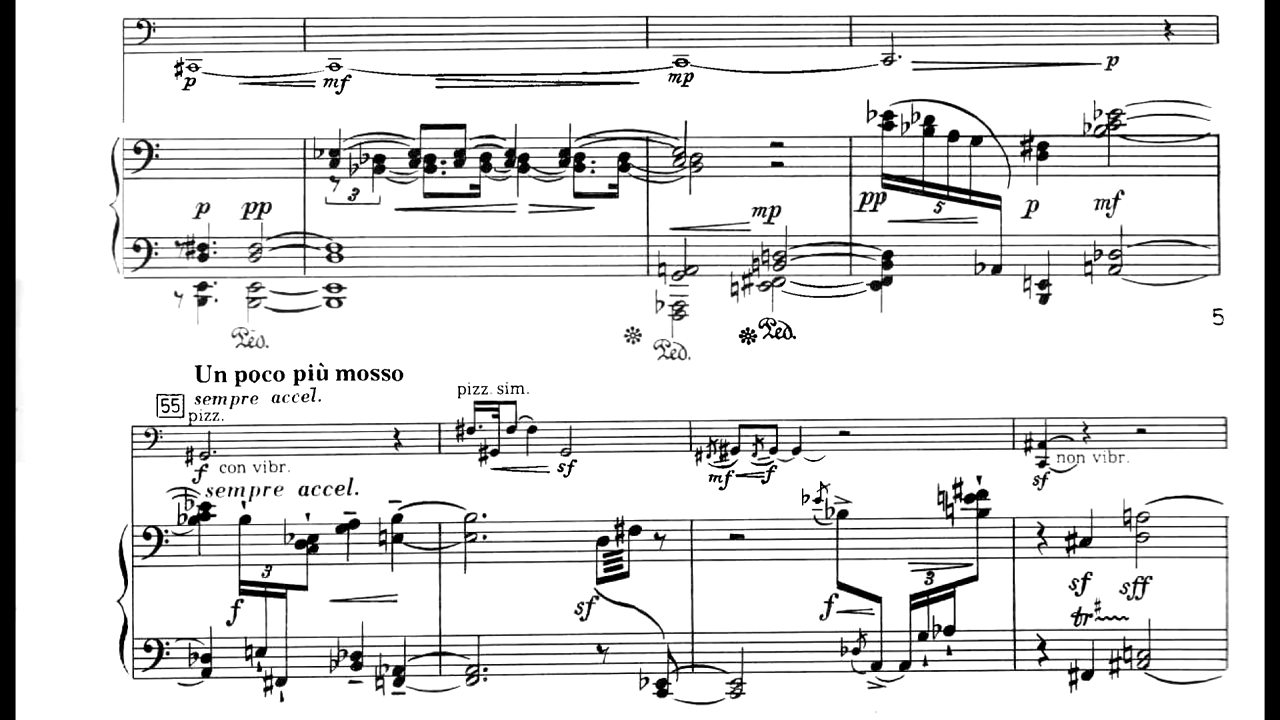 p mf mp p
3
p pp mp pp 5 p mf
Ped. Ped. Ped.
5
Un poco più mosso
55 sempre accel.
pizz. pizz. sim.
f con vibr. sf mf f sf non vibr.
sempre accel.
3 3
f sf f sf sff
tr